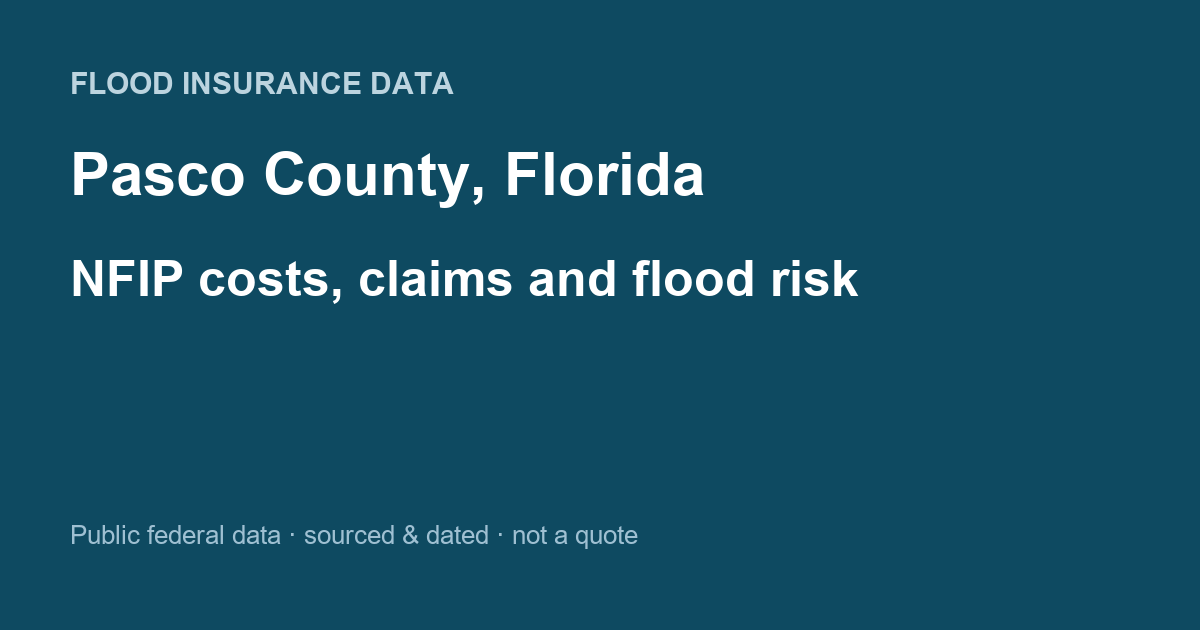 FLOOD INSURANCE DATA
Pasco County, Florida
NFIP costs, claims and flood risk
Public federal data · sourced & dated · not a quote